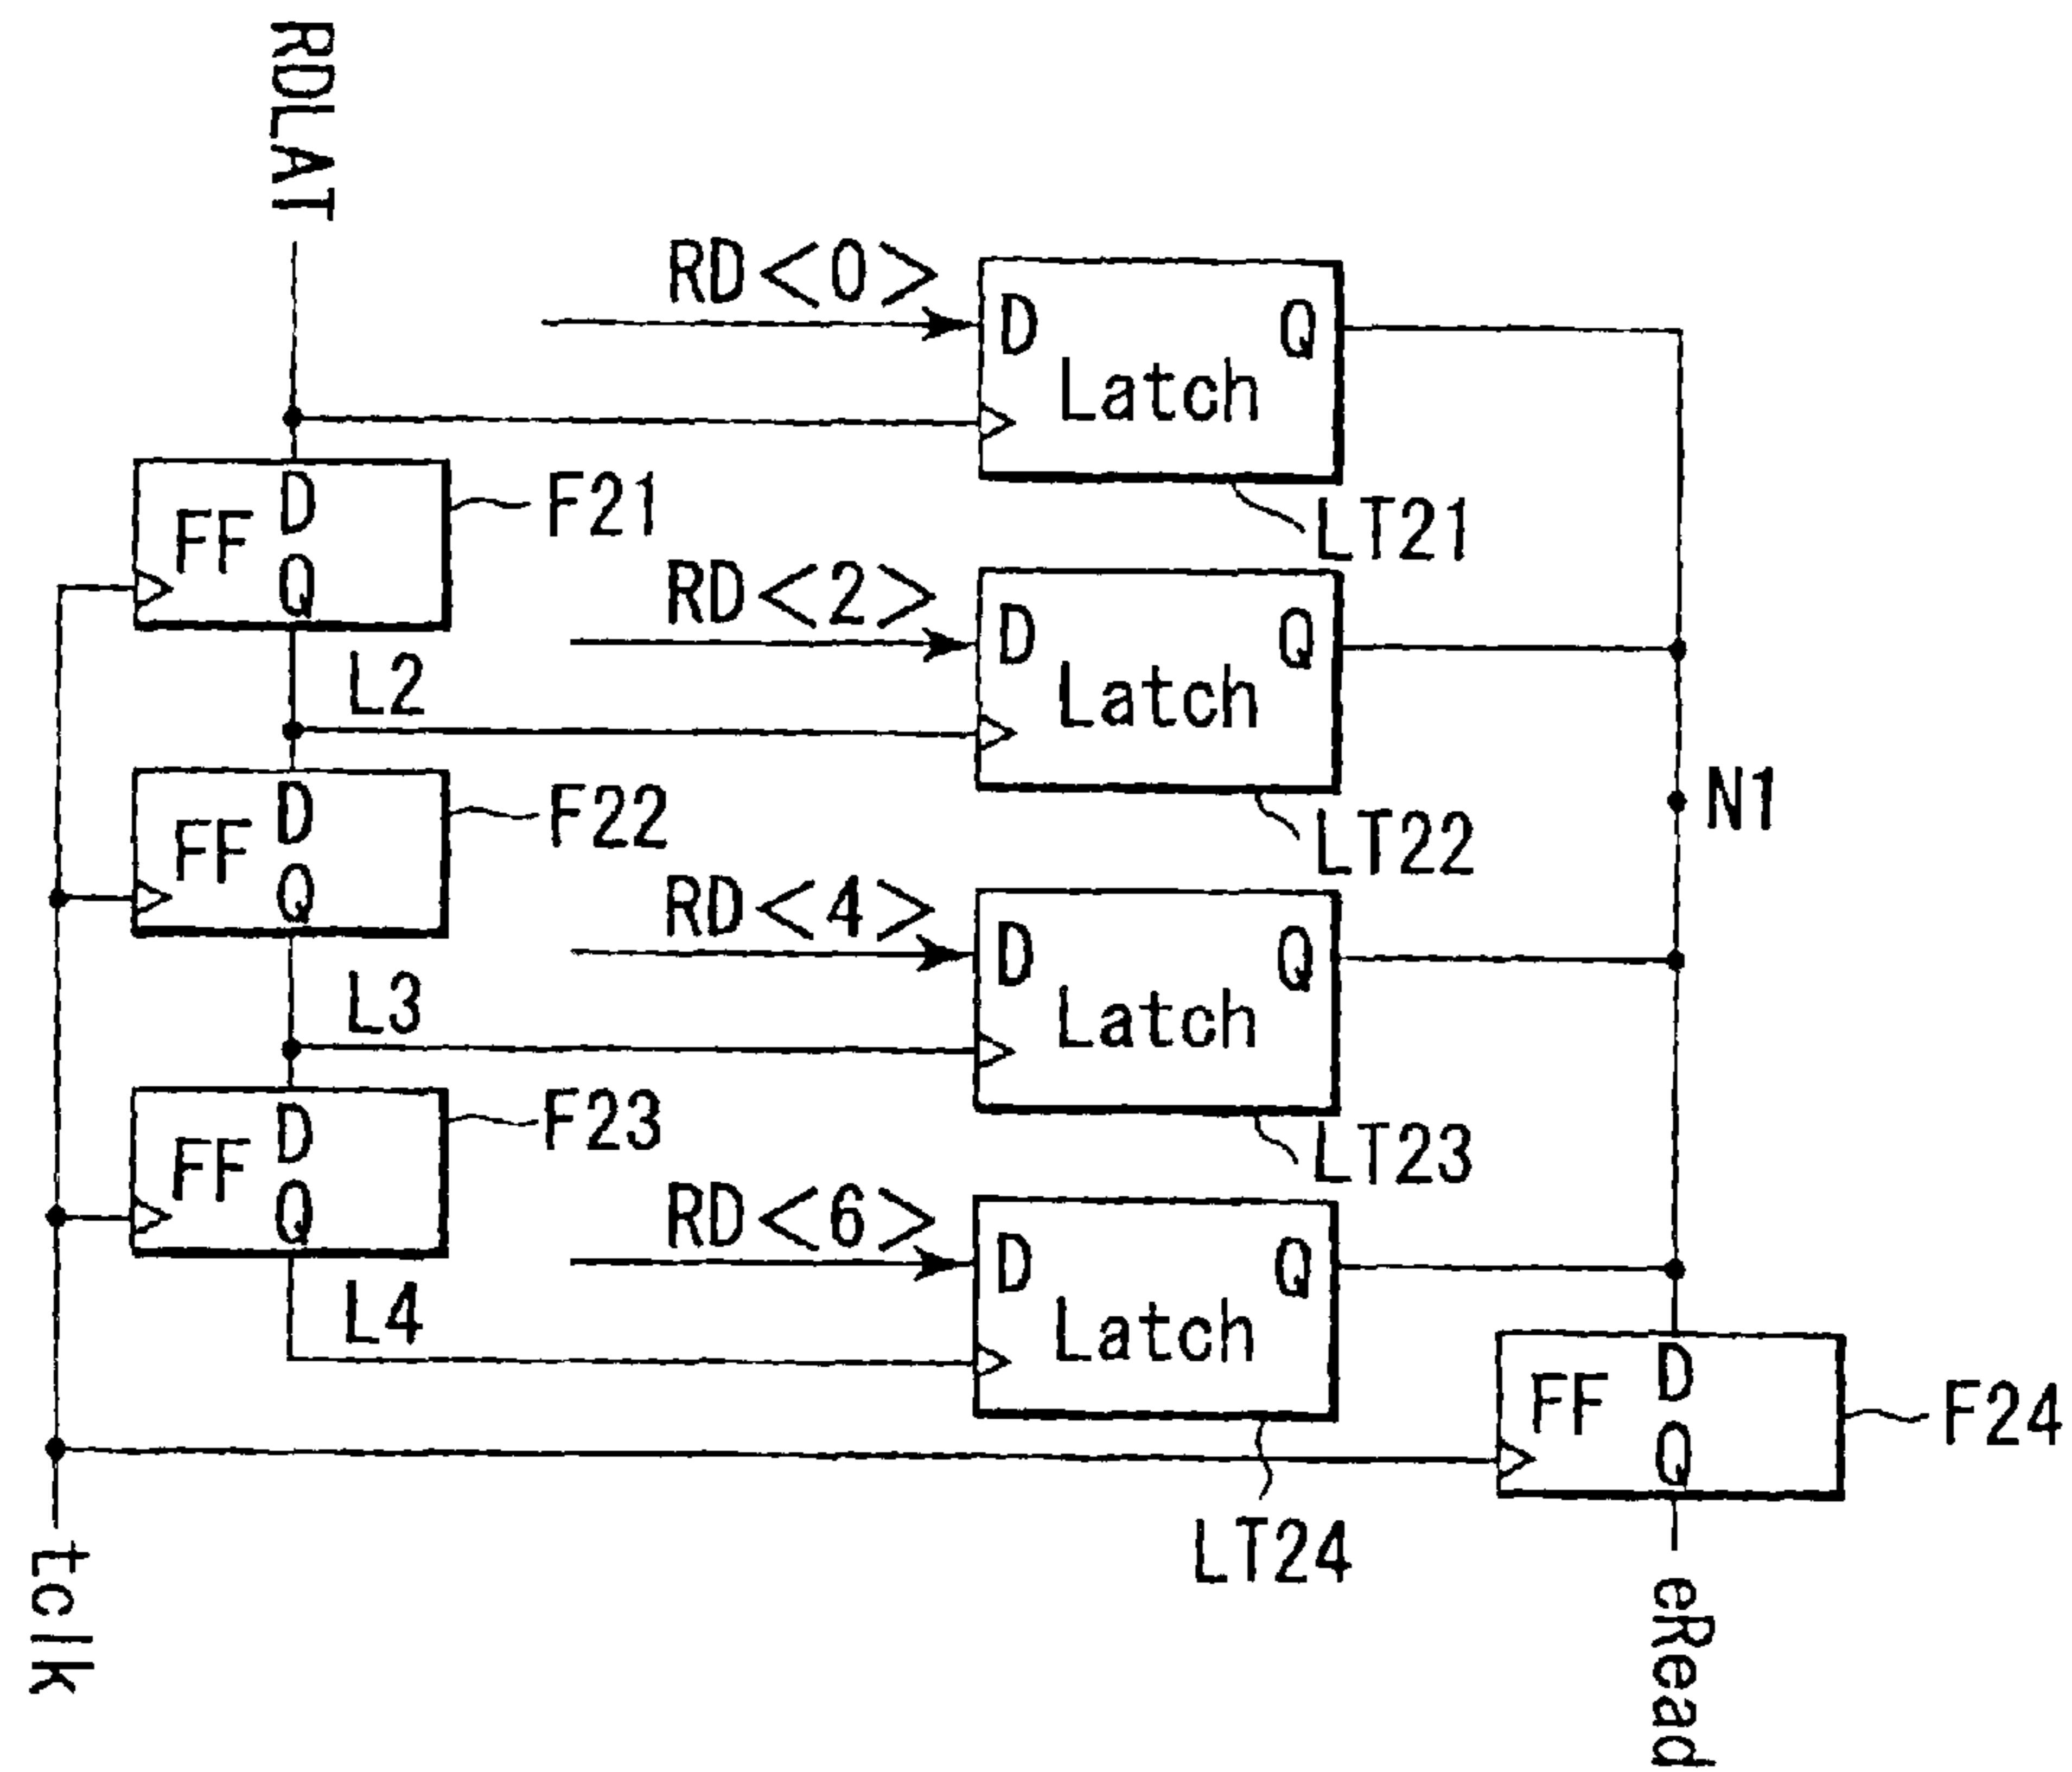 RDLAT
RD<0>
D
Q
Latch
LT21
FF
D
Q
F21
RD<2>
D
Q
Latch
LT22
L2
FF
D
Q
F22
N1
RD<4>
D
Q
Latch
LT23
L3
FF
D
Q
F23
RD<6>
D
Q
Latch
LT24
L4
FF
D
Q
F24
tclk
eRead